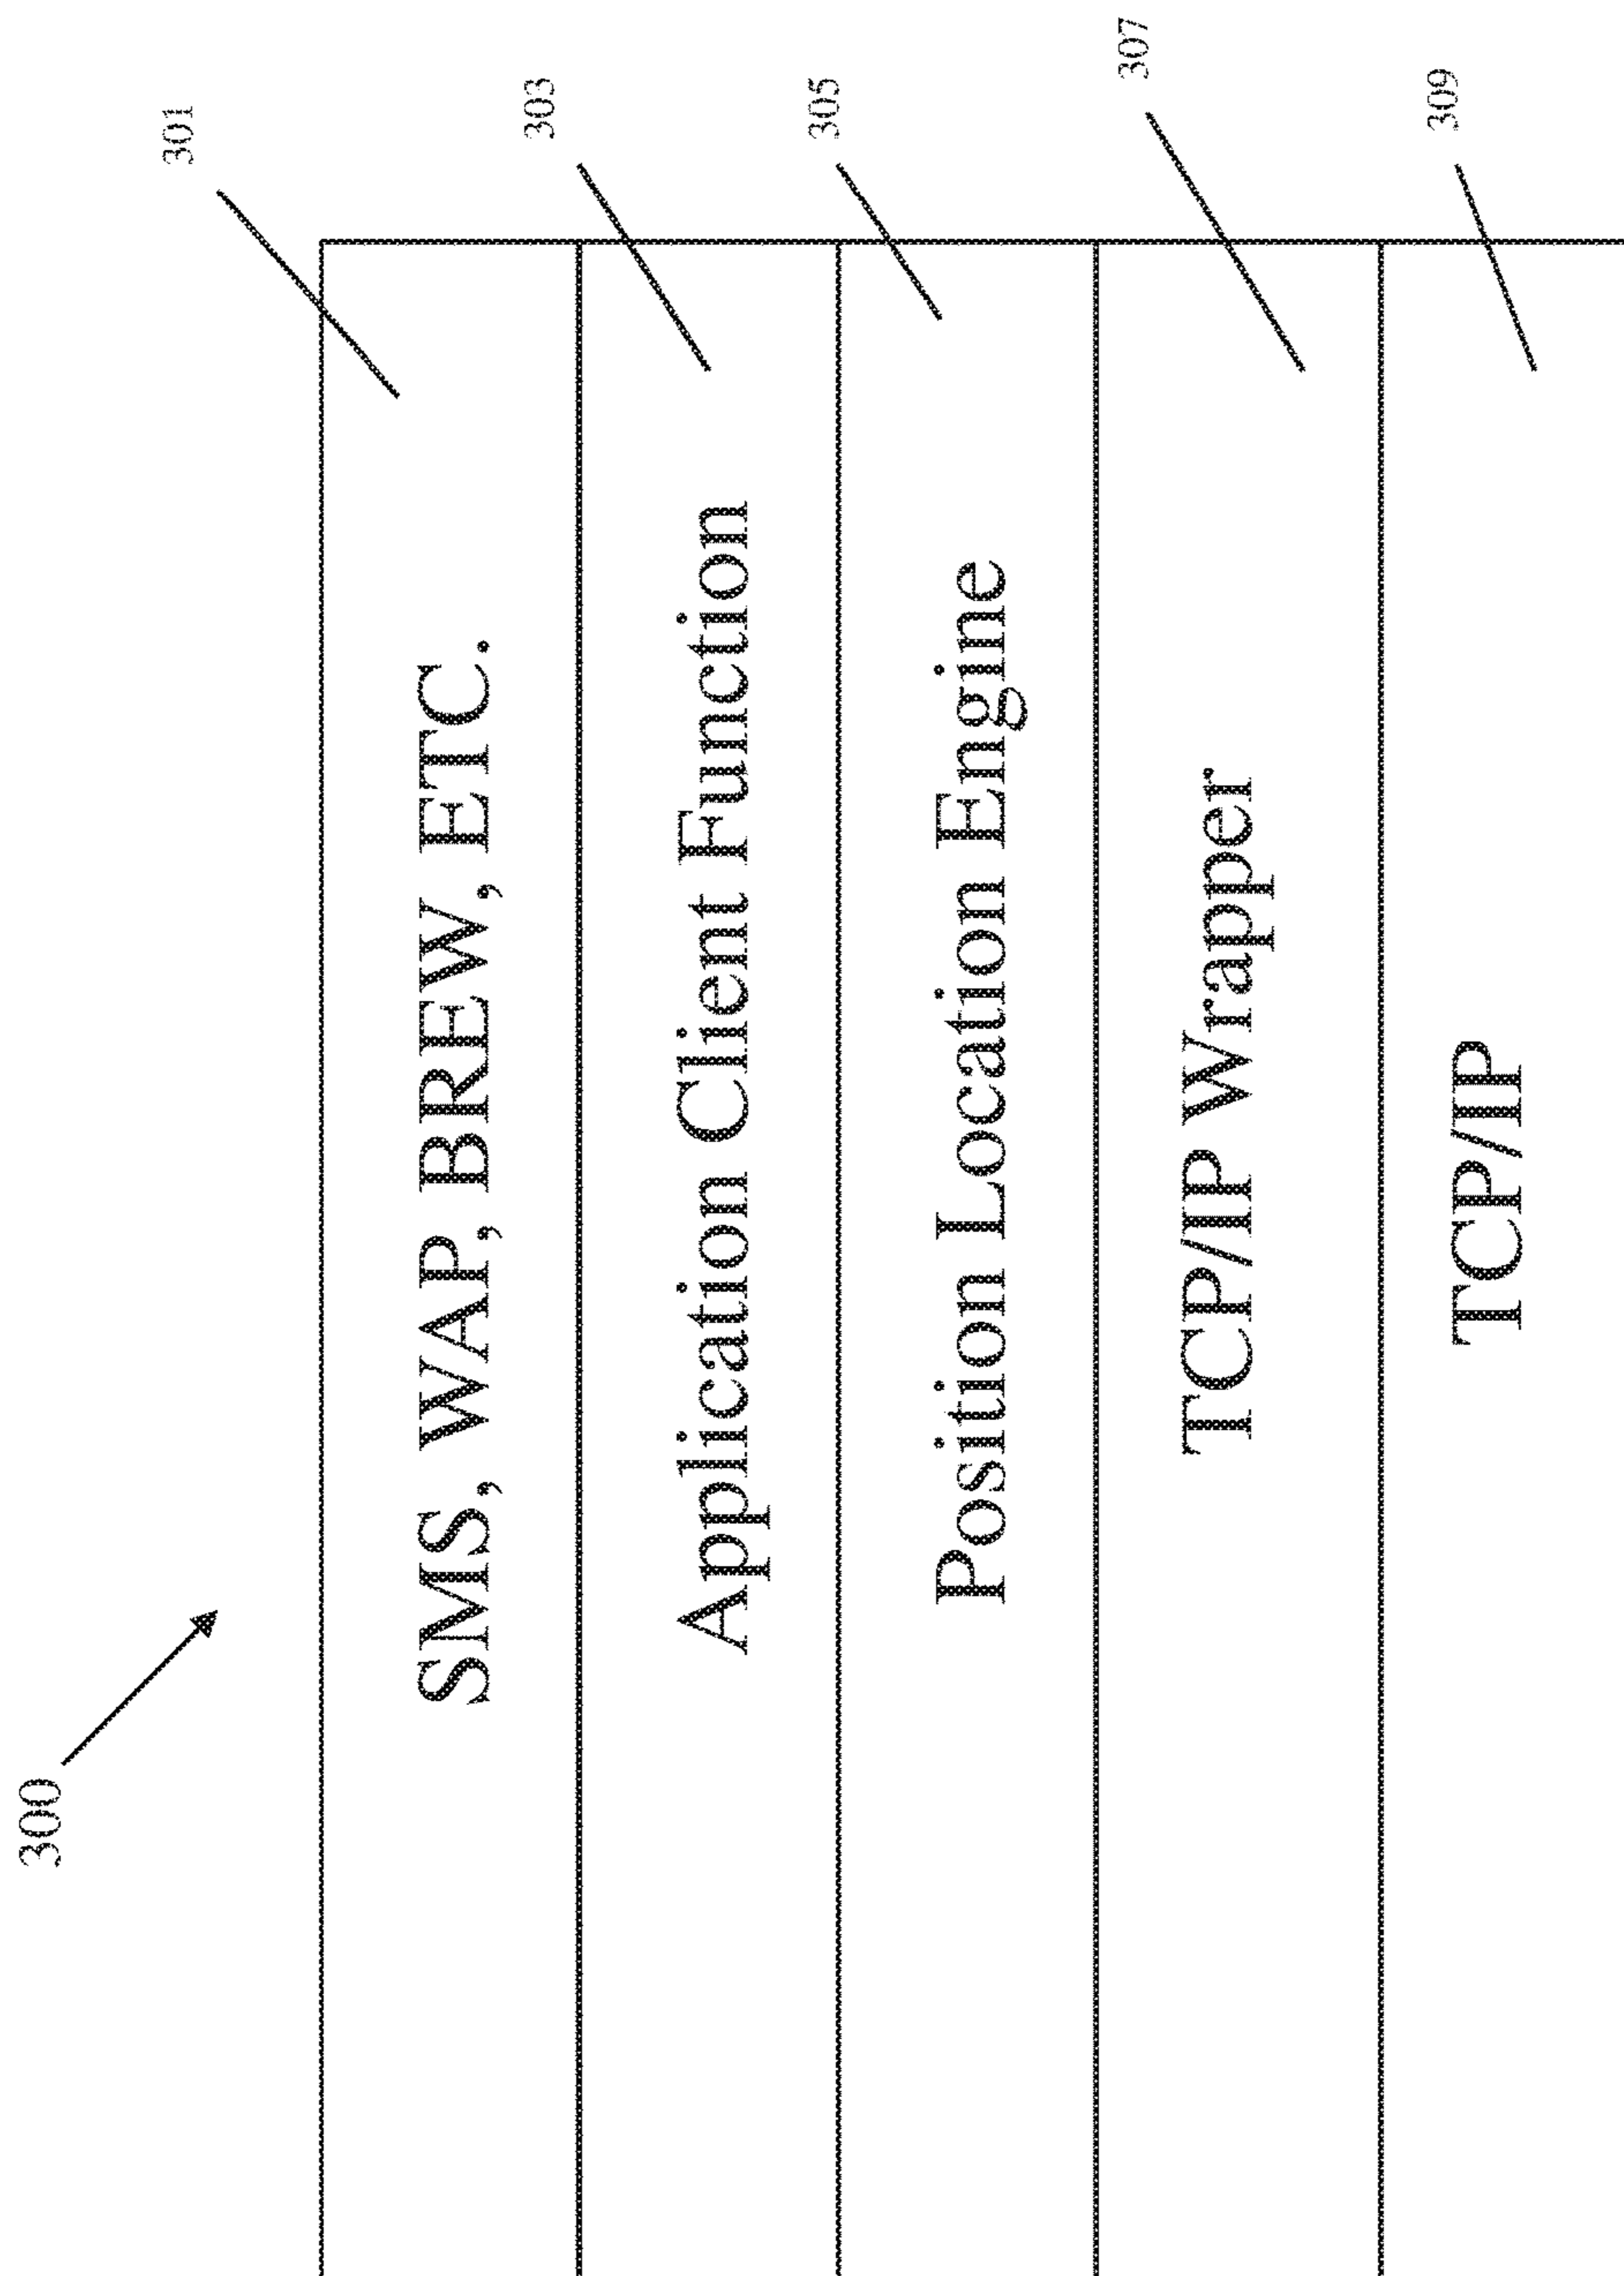 300
301
SMS, WAP, BREW, ETC.
303
Application Client Function
305
Position Location Engine
307
TCP/IP Wrapper
309
TCP/IP